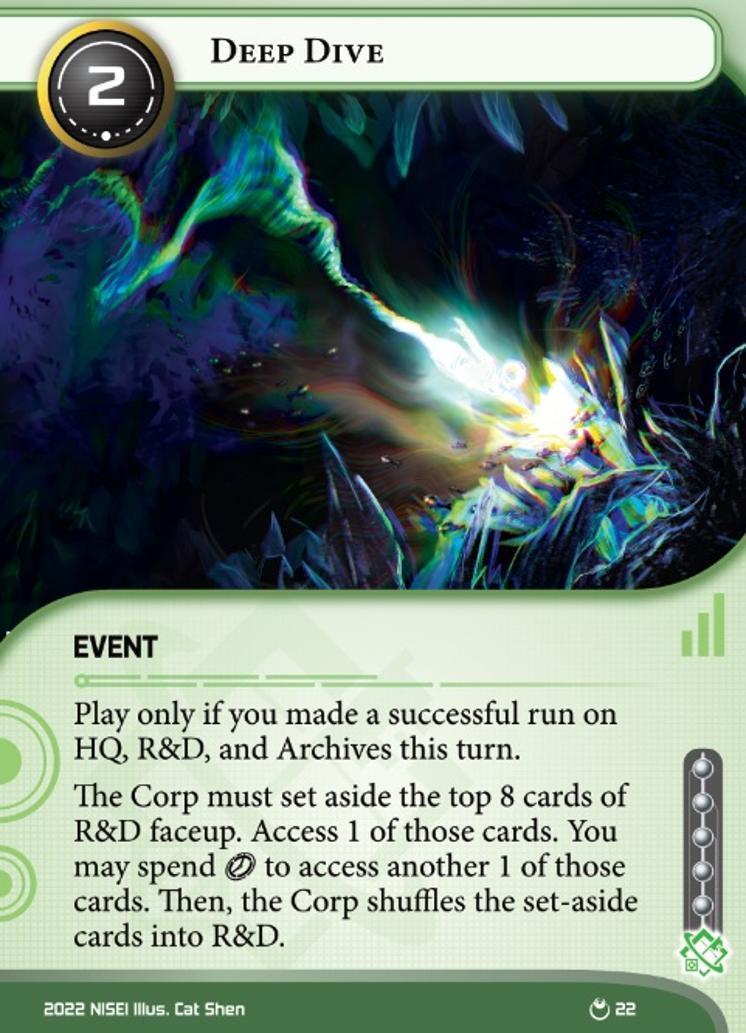 2
Deep Dive
EVENT
Play only if you made a successful run on
HQ, R&D, and Archives this turn.
The Corp must set aside the top 8 cards of
R&D faceup. Access 1 of those cards. You
may spend to access another 1 of those
cards. Then, the Corp shuffles the set-aside
cards into R&D.
2022 NISEI Illus. Cat Shen
22